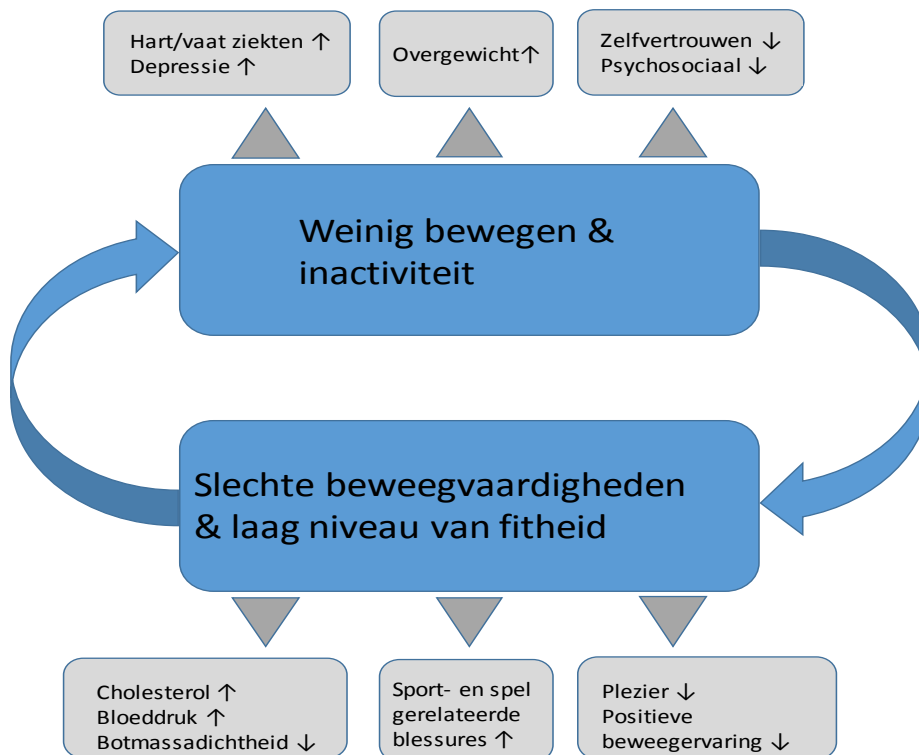 Hart/vaat ziekten ↑
Depressie ↑
Overgewicht↑
Zelfvertrouwen ↓
Psychosociaal ↓
Weinig bewegen &
inactiviteit
Slechte beweegvaardigheden
& laag niveau van fitheid
Cholesterol ↑
Bloeddruk ↑
Botmassadichtheid ↓
Sport- en spel
gerelateerde
blessures ↑
Plezier ↓
Positieve
beweegervaring ↓